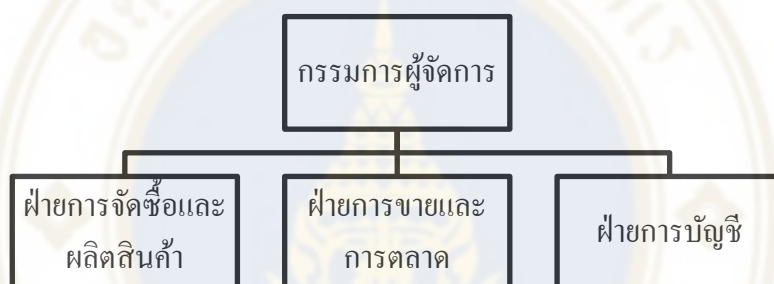 กรรมการผู้จัดการ
ฝ่ายการจัดซื้อและ
ผลิตสินค้า
ฝ่ายการขายและ
การตลาด
ฝ่ายการบัญชี